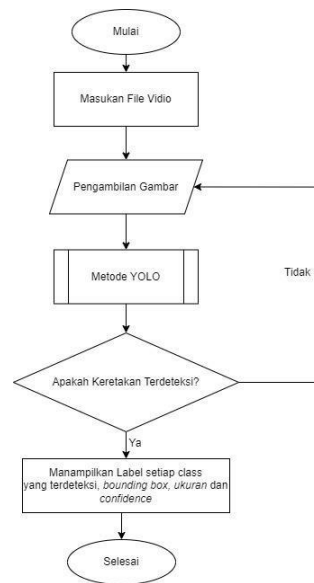 Mulai
Masukan File Vidio
Pengambilan Gambar
Metode YOLO
Tidak
Apakah Keretakan Terdeteksi?
Ya
Manampilkan Label setiap class
yang terdeteksi, bounding box, ukuran dan
confidence
Selesai